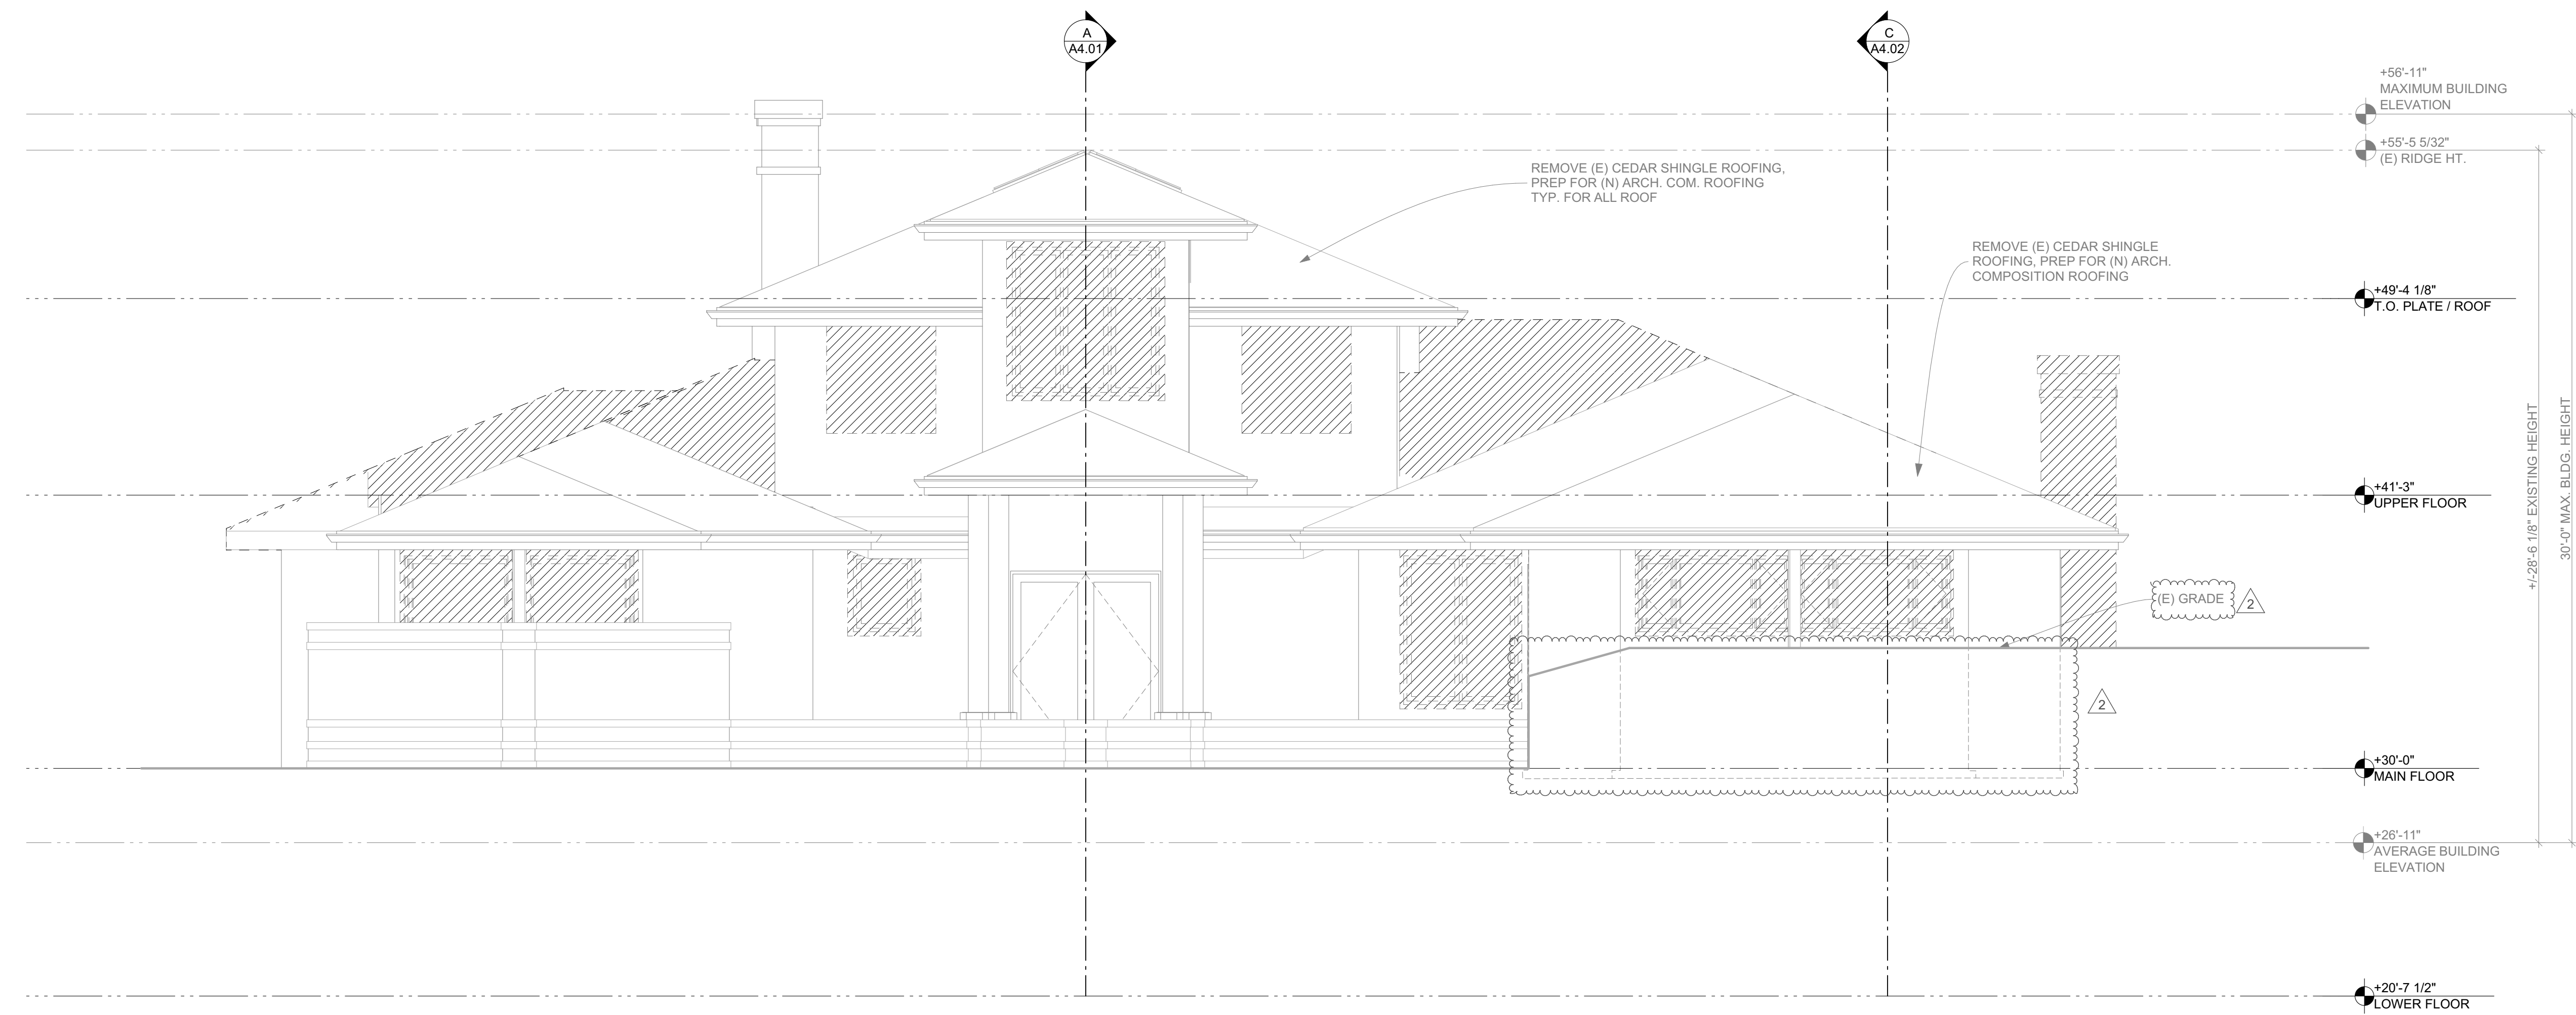 A
A4.01
C
A4.02
+56'-11"
MAXIMUM BUILDING
ELEVATION
+55'-5 5/32"
(E) RIDGE HT.
REMOVE (E) CEDAR SHINGLE ROOFING,
PREP FOR (N) ARCH. COM. ROOFING
TYP. FOR ALL ROOF
REMOVE (E) CEDAR SHINGLE
ROOFING, PREP FOR (N) ARCH.
COMPOSITION ROOFING
+49'-4 1/8"
T.O. PLATE / ROOF
+41'-3"
UPPER FLOOR
+/-28'-6 1/8" EXISTING HEIGHT
30'-0" MAX. BLDG. HEIGHT
(E) GRADE
2
2
+30'-0"
MAIN FLOOR
+26'-11"
AVERAGE BUILDING
ELEVATION
+20'-7 1/2"
LOWER FLOOR